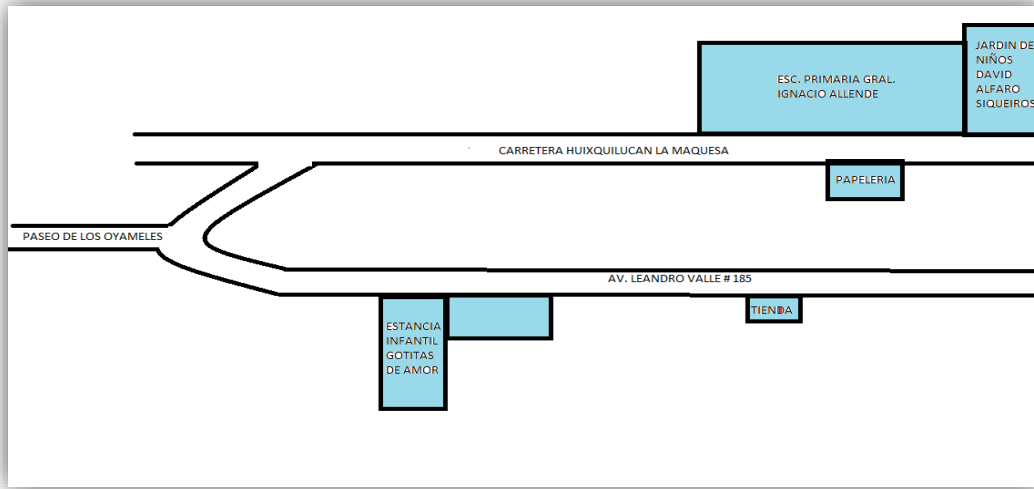 ESC. PRIMARIA GRAL.
IGNACIO ALLENDE
JARDIN DE
NIÑOS
DAVID
ALFARO
SIQUEIROS
CARRETERA HUIXQUILUCAN LA MAQUESA
PAPELERIA
PASEO DE LOS OYAMELES
AV. LEANDRO VALLE # 185
TIENDA
ESTANCIA
INFANTIL
GOTITAS
DE AMOR